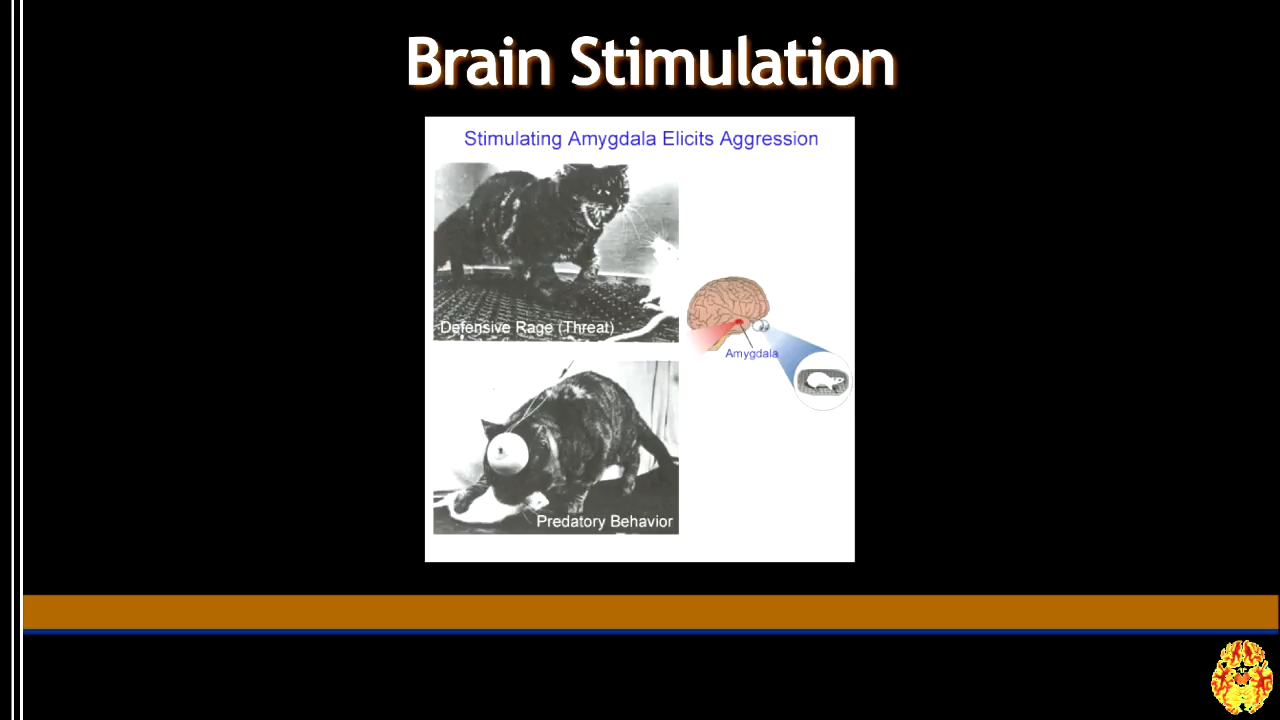 Brain Stimulation
Stimulating Amygdala Elicits Aggression
Defensive Rage (Threat)
Amygdala
Predatory Behavior